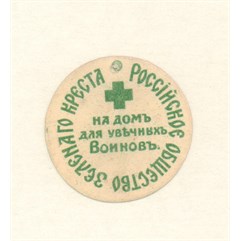 РОССІЙСКОЕ ОБЩЕСТВО ЗЕЛЕНАГО КРЕСТА
НА ДОМЪ
ДЛЯ УВѢЧНЫХЪ
ВОИНОВЪ.